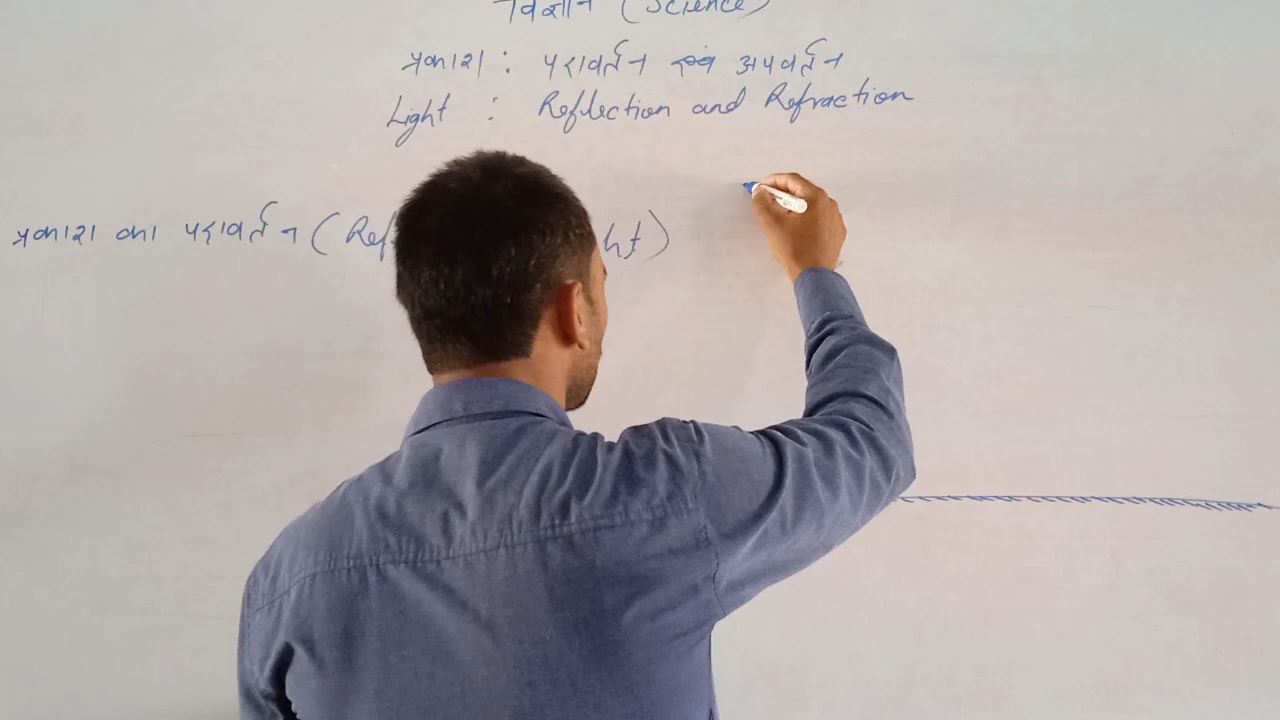 विज्ञान (Science)
प्रकाश : परावर्तन एवं अपवर्तन
Light : Reflection and Refraction
प्रकाश का परावर्तन (Ref ht)